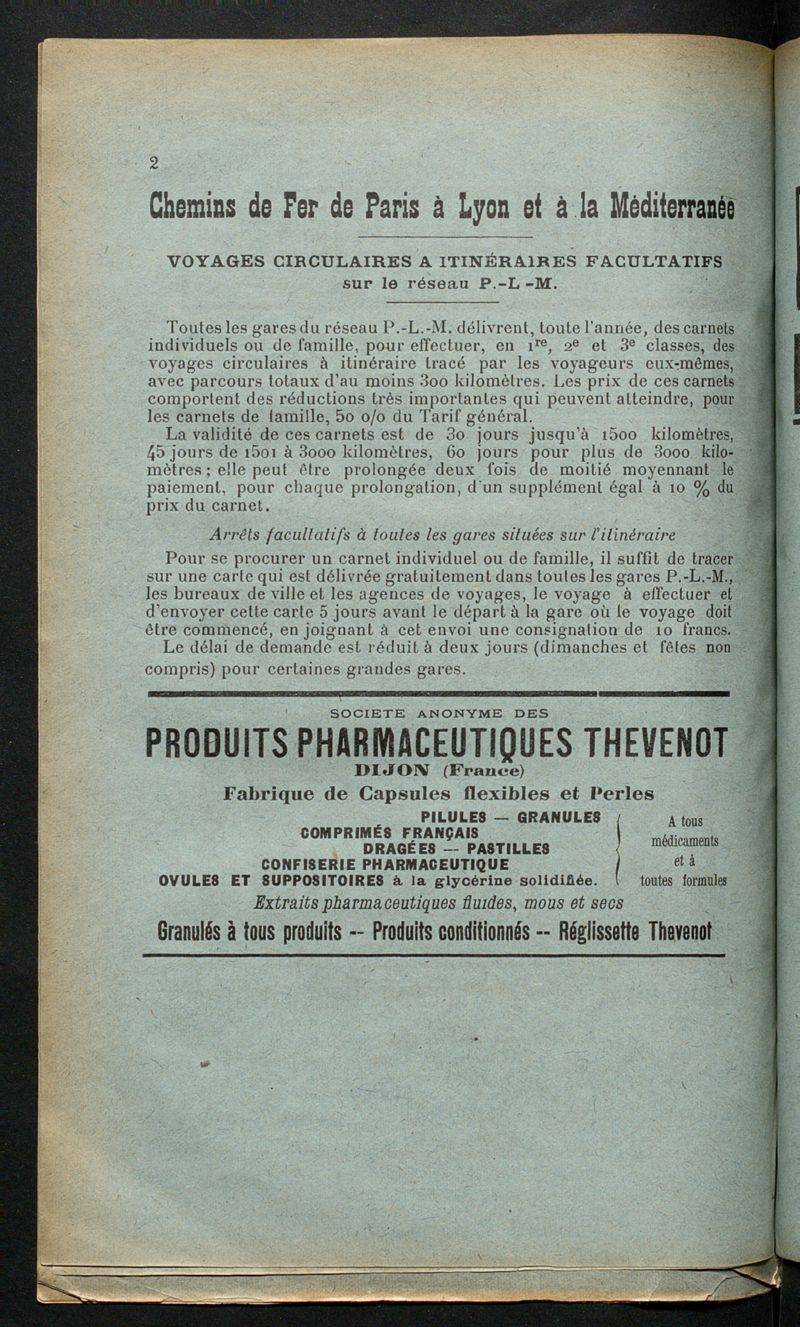 2
Chemins de Fer de Paris à Lyon et à la Méditerranée
VOYAGES CIRCULAIRES A ITINÉRAIRES FACULTATIFS
sur le réseau P.-L-M.
Toutes les gares du réseau P.-L.-M. délivrent, toute l'année, des carnets
individuels ou de famille, pour effectuer, en 1re, 2e et 3e classes, des
voyages circulaires à itinéraire tracé par les voyageurs eux-mêmes,
avec parcours totaux d'au moins 300 kilomètres. Les prix de ces carnets
comportent des réductions très importantes qui peuvent atteindre, pour
les carnets de famille, 50 o/o du Tarif général.
La validité de ces carnets est de 30 jours jusqu'à 1500 kilomètres,
45 jours de 1501 à 3000 kilomètres, 60 jours pour plus de 3000 kilo-
mètres; elle peut être prolongée deux fois de moitié moyennant le
paiement, pour chaque prolongation, d'un supplément égal à 10 % du
prix du carnet.
Arrêts facultatifs à toutes les gares situées sur l'itinéraire
Pour se procurer un carnet individuel ou de famille, il suffit de tracer
sur une carte qui est délivrée gratuitement dans toutes les gares P.-L.-M.,
les bureaux de ville et les agences de voyages, le voyage à effectuer et
d'envoyer cette carte 5 jours avant le départ à la gare où le voyage doit
être commencé, en joignant à cet envoi une consignation de 10 francs.
Le délai de demande est réduit à deux jours (dimanches et fêtes non
compris) pour certaines grandes gares.
SOCIETE ANONYME DES
PRODUITS PHARMACEUTIQUES THEVENOT
DIJON (France)
Fabrique de Capsules flexibles et Perles
PILULES — GRANULES
COMPRIMÉS FRANÇAIS
DRAGÉES — PASTILLES
CONFISERIE PHARMACEUTIQUE
OVULES ET SUPPOSITOIRES à la glycérine solidifiée.
A tous
médicaments
et à
toutes formules
Extraits pharmaceutiques fluides, mous et secs
Granulés à tous produits -- Produits conditionnés -- Réglissette Thevenot